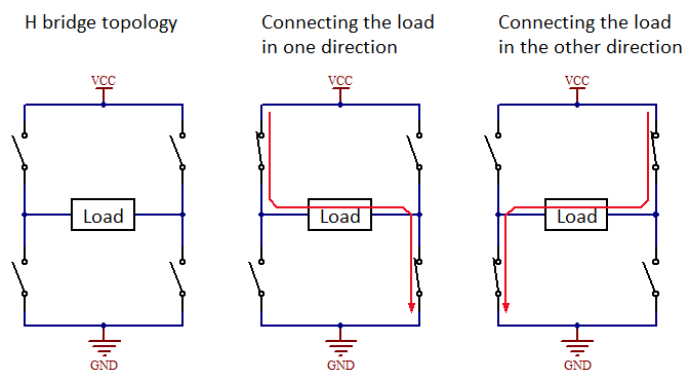 H bridge topology
Connecting the load
in one direction
Connecting the load
in the other direction
VCC
VCC
VCC
Load
Load
Load
GND
GND
GND